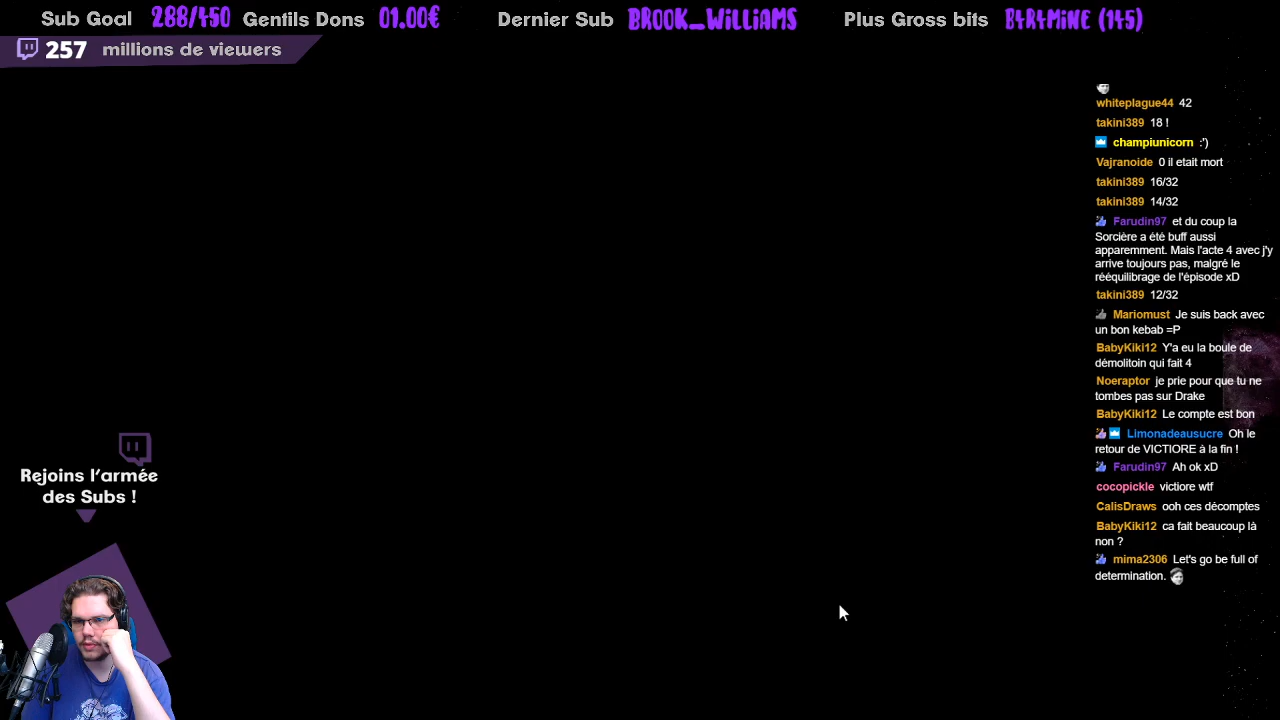 Sub Goal 288/450 Gentils Dons 01.00€ Dernier Sub BROOK_WILLIAMS Plus Gross bits B4R4MINE (145)
257 millions de viewers
whiteplague44 42
takini389 18 !
champiunicorn :')
Vajranoide 0 il etait mort
takini389 16/32
takini389 14/32
Farudin97 et du coup la
Sorcière a été buff aussi
apparemment. Mais l'acte 4 avec j'y
arrive toujours pas, malgré le
rééquilibrage de l'épisode xD
takini389 12/32
Mariomust Je suis back avec
un bon kebab =P
BabyKiki12 Y'a eu la boule de
démolitoin qui fait 4
Noeraptor je prie pour que tu ne
tombes pas sur Drake
BabyKiki12 Le compte est bon
Limonadeausucre Oh le
retour de VICTIERE à la fin !
Farudin97 Ah ok xD
cocopickle victiore wtf
CalisDraws ooh ces décomptes
BabyKiki12 ca fait beaucoup là
non ?
mima2306 Let's go be full of
determination.
Rejoins l'armée
des Subs !